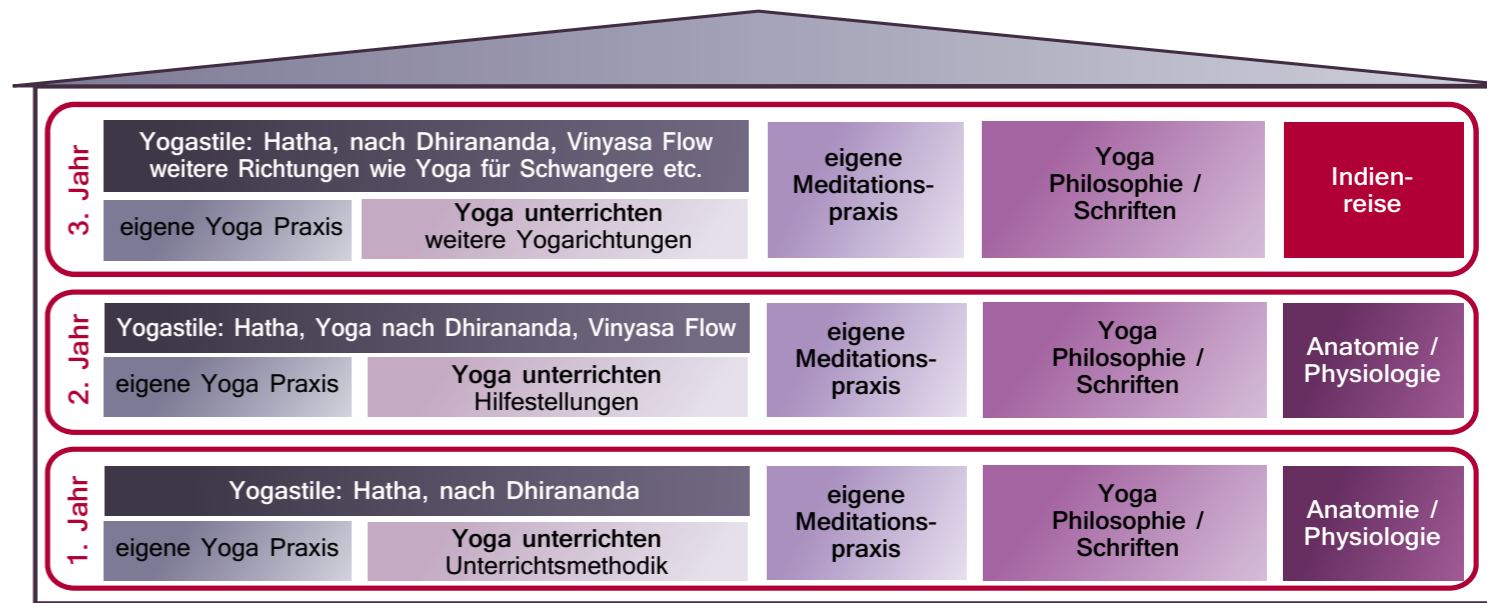 3. Jahr
Yogastile: Hatha, nach Dhirananda, Vinyasa Flow
weitere Richtungen wie Yoga für Schwangere etc.
eigene Yoga Praxis
Yoga unterrichten
weitere Yogarichtungen
eigene
Meditations-
praxis
Yoga
Philosophie /
Schriften
Indien-
reise
2. Jahr
Yogastile: Hatha, Yoga nach Dhirananda, Vinyasa Flow
eigene Yoga Praxis
Yoga unterrichten
Hilfestellungen
eigene
Meditations-
praxis
Yoga
Philosophie /
Schriften
Anatomie /
Physiologie
1. Jahr
Yogastile: Hatha, nach Dhirananda
eigene Yoga Praxis
Yoga unterrichten
Unterrichtsmethodik
eigene
Meditations-
praxis
Yoga
Philosophie /
Schriften
Anatomie /
Physiologie